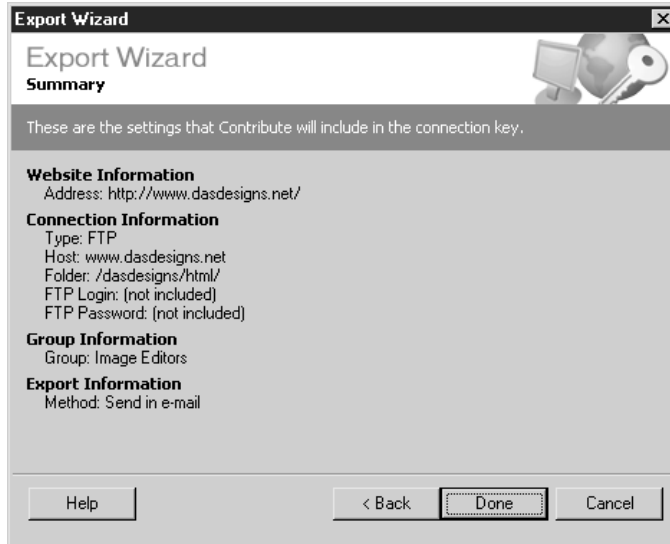 Export Wizard
Export Wizard
Summary
These are the settings that Contribute will include in the connection key.
Website Information
Address: http://www.dasdesigns.net/
Connection Information
Type: FTP
Host: www.dasdesigns.net
Folder: /dasdesigns/html/
FTP Login: (not included)
FTP Password: (not included)
Group Information
Group: Image Editors
Export Information
Method: Send in e-mail
Help
< Back
Done
Cancel